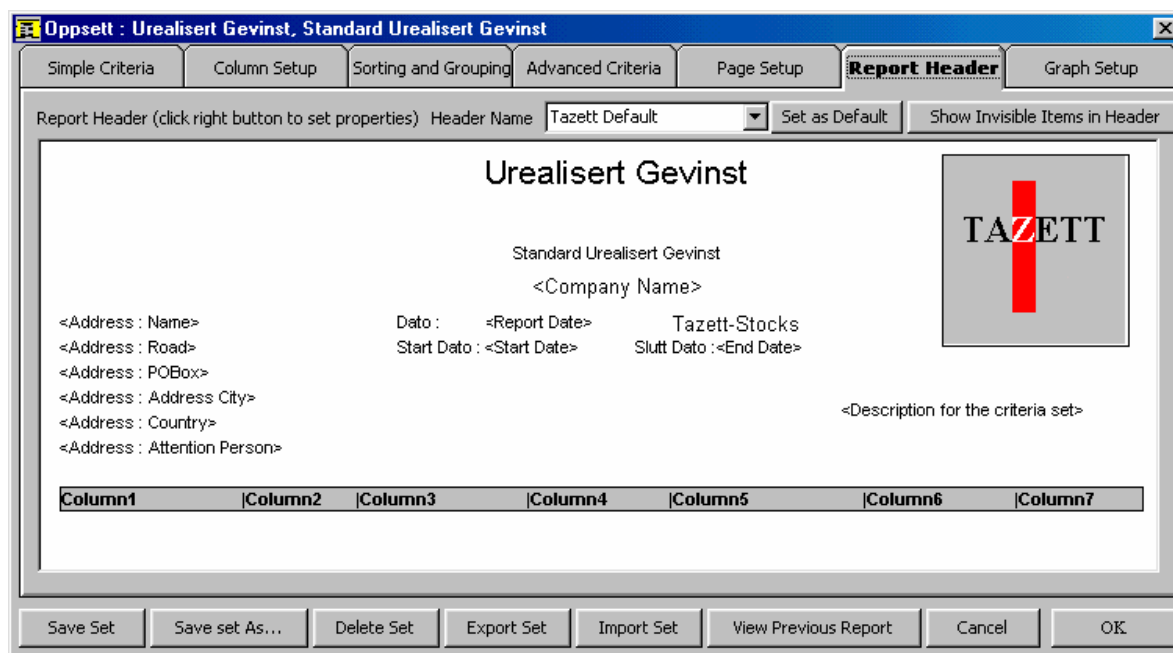 Oppsett : Urealisert Gevinst, Standard Urealisert Gevinst
Simple Criteria Column Setup Sorting and Grouping Advanced Criteria Page Setup Report Header Graph Setup
Report Header (click right button to set properties) Header Name Tazett Default Set as Default Show Invisible Items in Header
Urealisert Gevinst
TAZETT
Standard Urealisert Gevinst
<Company Name>
<Address : Name> Dato : <Report Date> Tazett-Stocks
<Address : Road> Start Dato : <Start Date> Slutt Dato :<End Date>
<Address : POBox>
<Address : Address City> <Description for the criteria set>
<Address : Country>
<Address : Attention Person>
Column1 |Column2 |Column3 |Column4 |Column5 |Column6 |Column7
Save Set Save set As... Delete Set Export Set Import Set View Previous Report Cancel OK